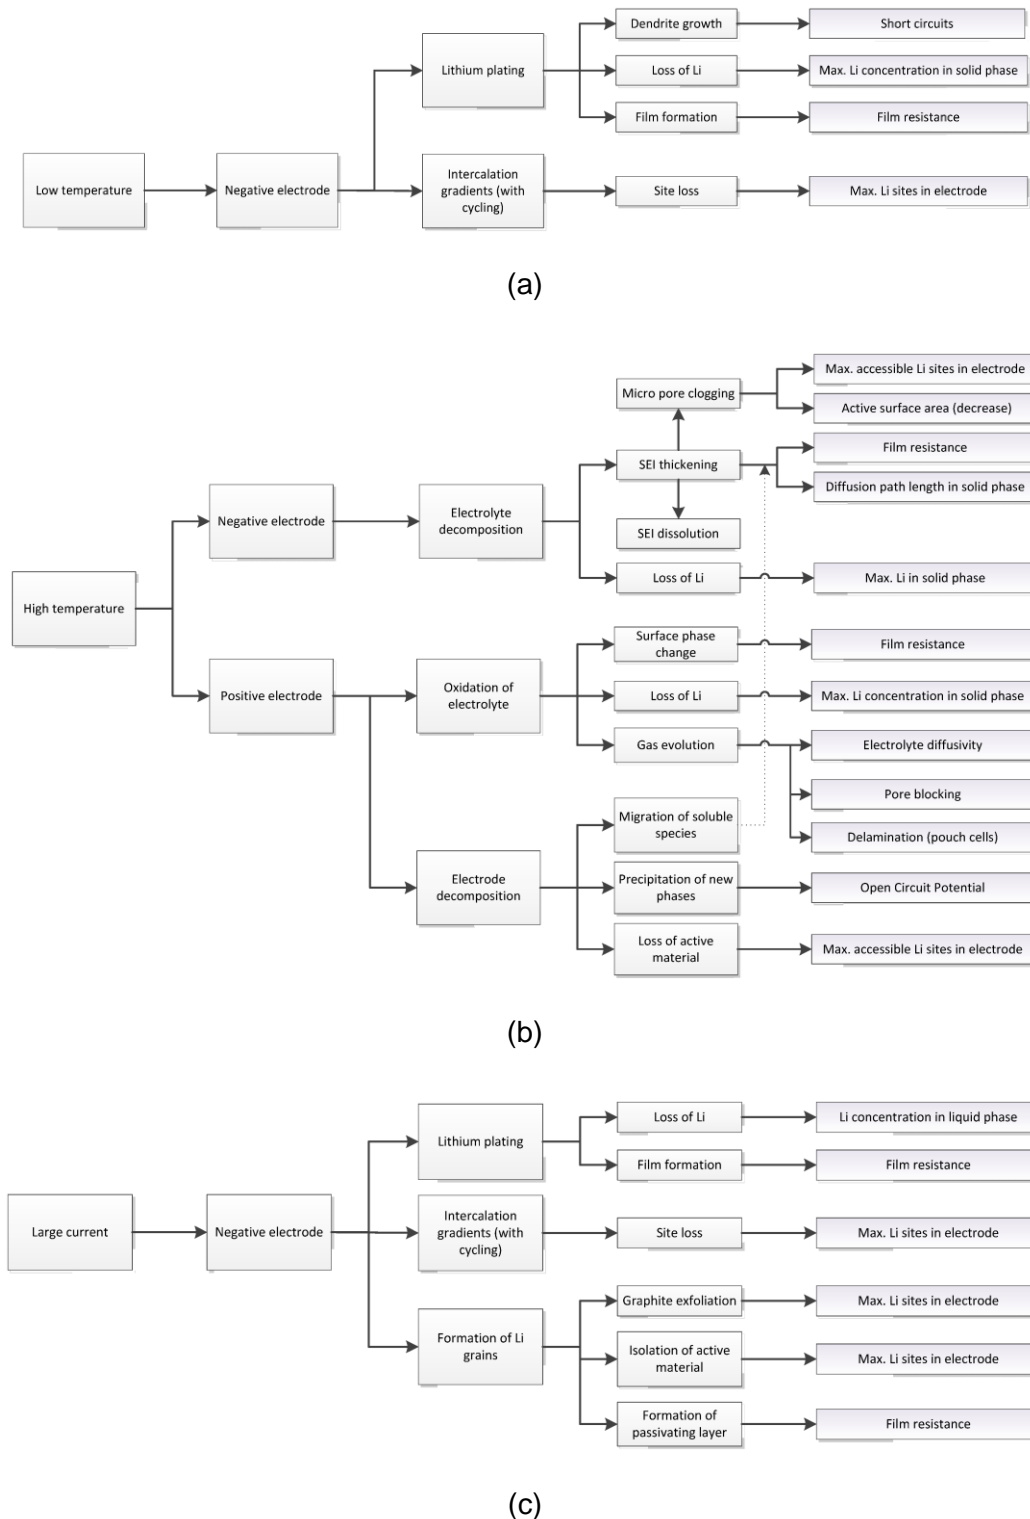 Dendrite growth
Short circuits
Lithium plating
Loss of Li
Max. Li concentration in solid phase
Film formation
Film resistance
Low temperature
Negative electrode
Intercalation
gradients (with
cycling)
Site loss
Max. Li sites in electrode
(a)
Max. accessible Li sites in electrode
Micro pore clogging
Active surface area (decrease)
Film resistance
SEI thickening
Diffusion path length in solid phase
Negative electrode
Electrolyte
decomposition
SEI dissolution
Loss of Li
Max. Li in solid phase
High temperature
Surface phase
change
Film resistance
Positive electrode
Oxidation of
electrolyte
Loss of Li
Max. Li concentration in solid phase
Gas evolution
Electrolyte diffusivity
Pore blocking
Migration of soluble
species
Delamination (pouch cells)
Electrode
decomposition
Precipitation of new
phases
Open Circuit Potential
Loss of active
material
Max. accessible Li sites in electrode
(b)
Lithium plating
Loss of Li
Li concentration in liquid phase
Film formation
Film resistance
Large current
Negative electrode
Intercalation
gradients (with
cycling)
Site loss
Max. Li sites in electrode
Formation of Li
grains
Graphite exfoliation
Max. Li sites in electrode
Isolation of active
material
Max. Li sites in electrode
Formation of
passivating layer
Film resistance
(c)